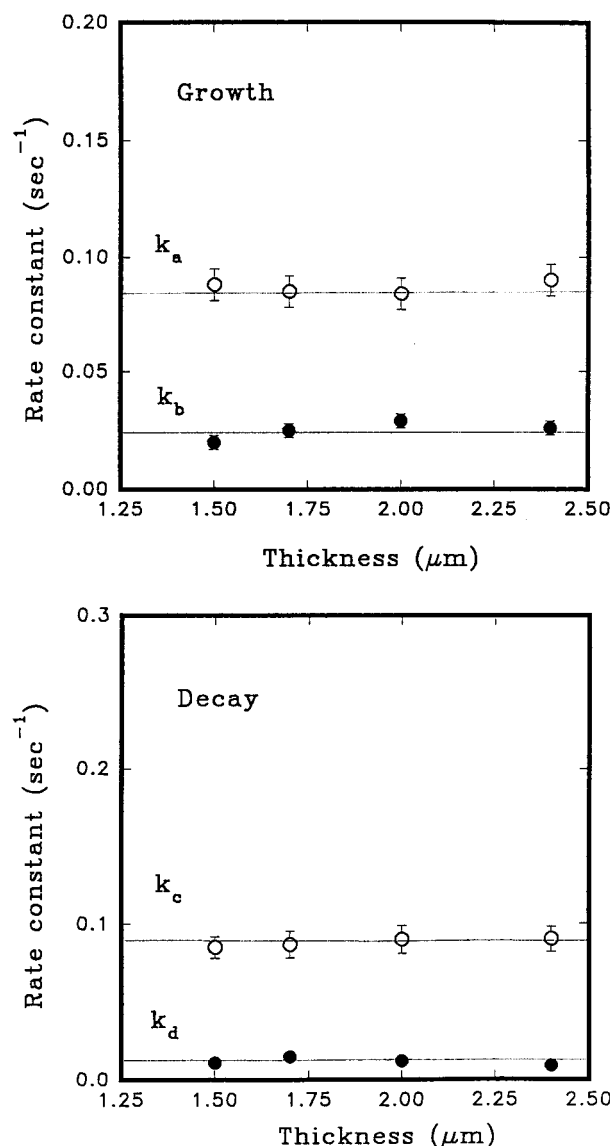 0.20
Growth
0.15
Rate constant (sec⁻¹)
0.10
kₐ
0.05
k_b
0.00
1.25 1.50 1.75 2.00 2.25 2.50
Thickness (μm)
0.3
Decay
0.2
Rate constant (sec⁻¹)
k_c
0.1
k_d
0.0
1.25 1.50 1.75 2.00 2.25 2.50
Thickness (μm)